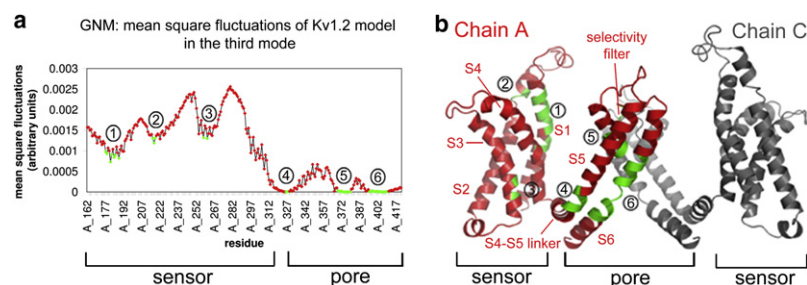 a
GNM: mean square fluctuations of Kv1.2 model
in the third mode
mean square fluctuations
(arbitrary units)
0.003
0.0025
0.002
0.0015
0.001
0.0005
0
1
2
3
4
5
6
A_162
A_177
A_192
A_207
A_222
A_237
A_252
A_267
A_282
A_297
A_312
A_327
A_342
A_357
A_372
A_387
A_402
A_417
residue
sensor
pore
b
Chain A
selectivity
filter
Chain C
S4
2
1
S1
S3
5
S5
S2
3
4
6
S4-S5 linker
S6
sensor
pore
sensor